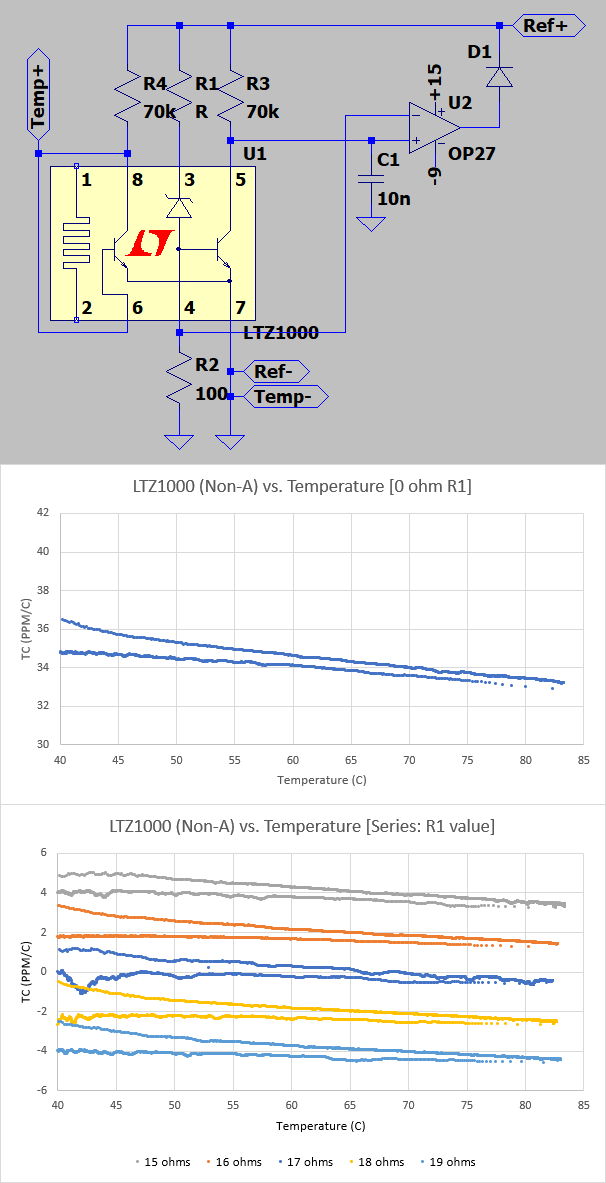 Ref+
D1
Temp+
R4
R1
R3
70k
R
70k
+15
U2
−
+
+
−
OP27
-9
U1
C1
10n
1
8
3
5
2
6
4
7
LTZ1000
R2
100
Ref-
Temp-
LTZ1000 (Non-A) vs. Temperature [0 ohm R1]
TC (PPM/C)
42
40
38
36
34
32
30
40 45 50 55 60 65 70 75 80 85
Temperature (C)
LTZ1000 (Non-A) vs. Temperature [Series: R1 value]
TC (PPM/C)
6
4
2
0
-2
-4
-6
40 45 50 55 60 65 70 75 80 85
Temperature (C)
15 ohms 16 ohms 17 ohms 18 ohms 19 ohms